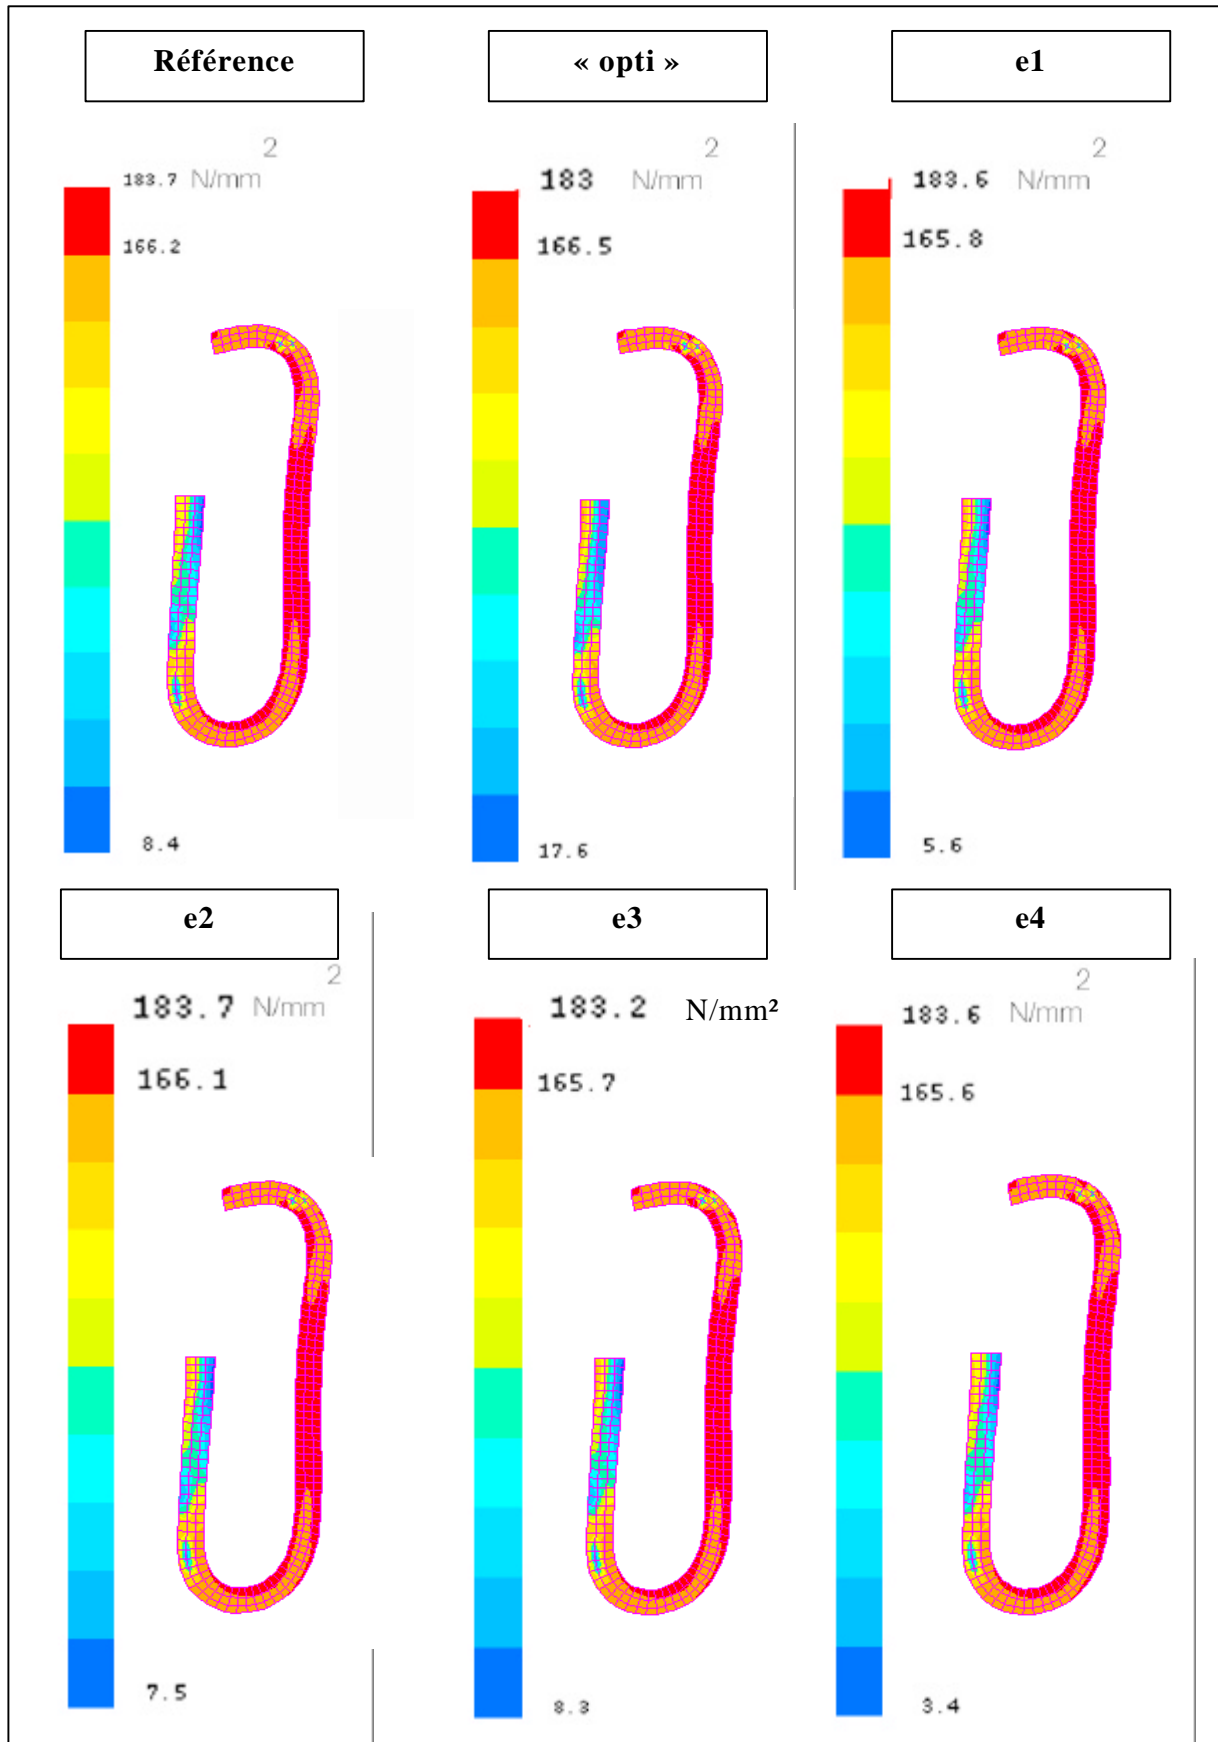 Référence
« opti »
e1
2
183.7 N/mm
166.2
8.4
2
183 N/mm
166.5
17.6
2
183.6 N/mm
165.8
5.6
e2
e3
e4
2
183.7 N/mm
166.1
7.5
183.2 N/mm²
165.7
8.3
2
183.6 N/mm
165.6
3.4